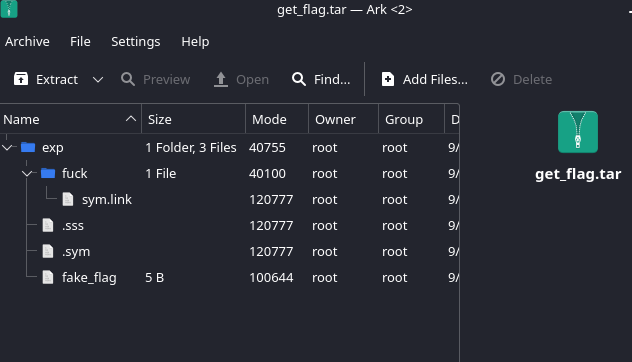 get_flag.tar — Ark <2>
Archive File Settings Help
Extract Preview Open Find... Add Files... Delete
Name Size Mode Owner Group D
exp 1 Folder, 3 Files 40755 root root 9/
fuck 1 File 40100 root root 9/
sym.link 120777 root root 9/
.sss 120777 root root 9/
.sym 120777 root root 9/
fake_flag 5 B 100644 root root 9/
get_flag.tar